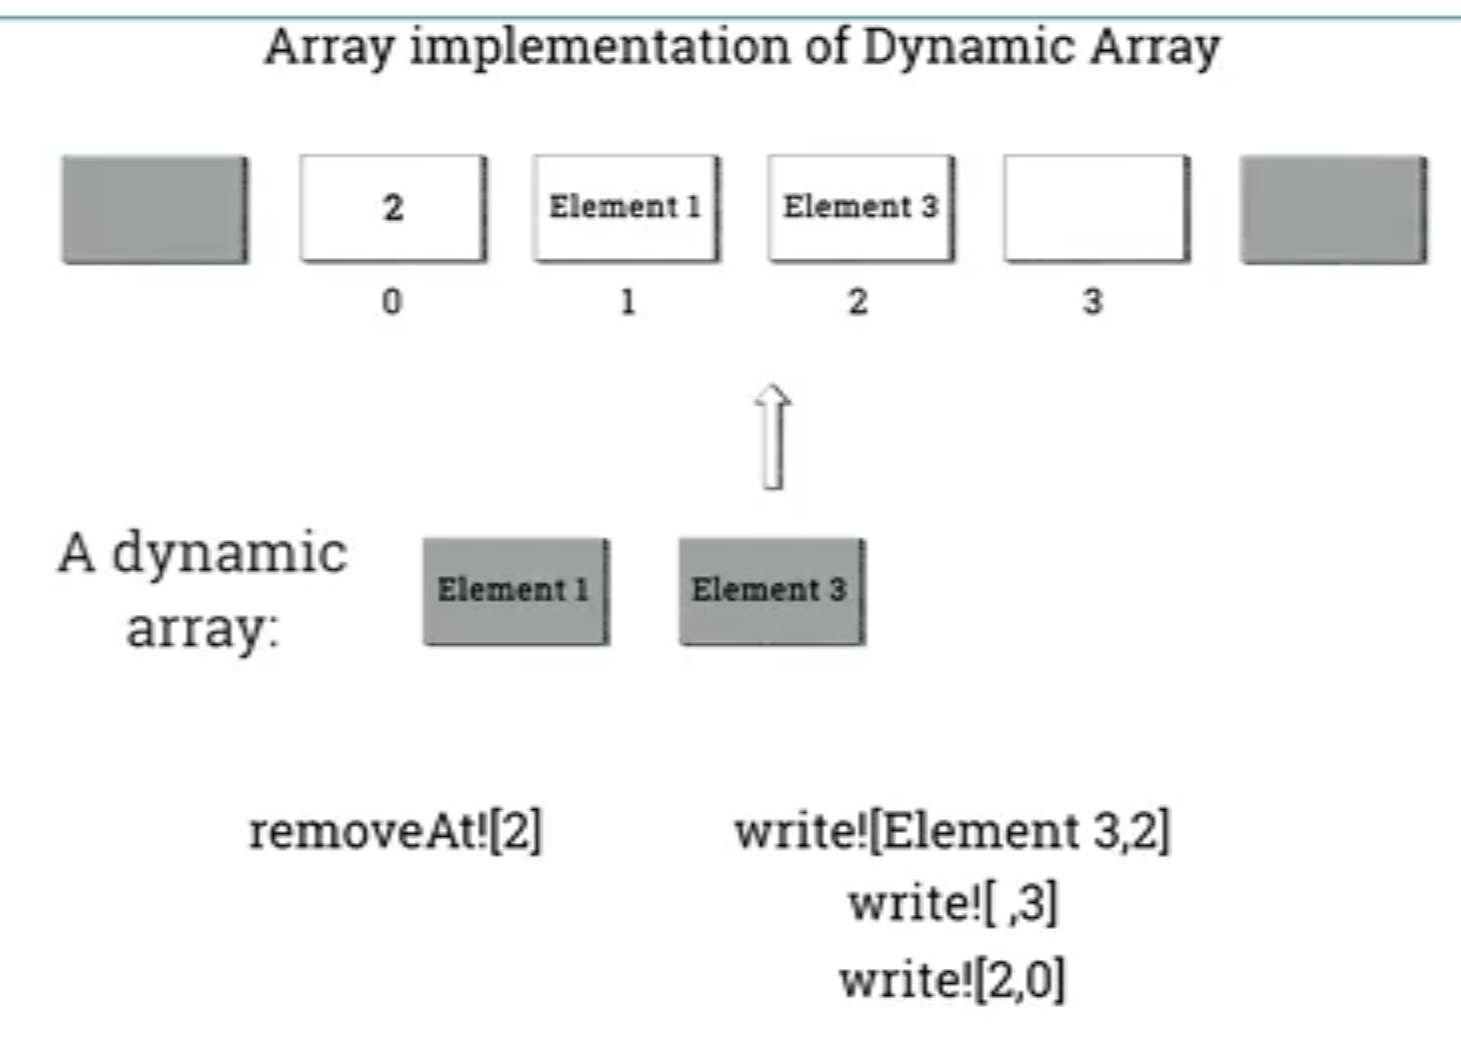 Array implementation of Dynamic Array
2 Element 1 Element 3
0 1 2 3
A dynamic
array:
Element 1 Element 3
removeAt![2] write![Element 3,2]
write![ ,3]
write![2,0]